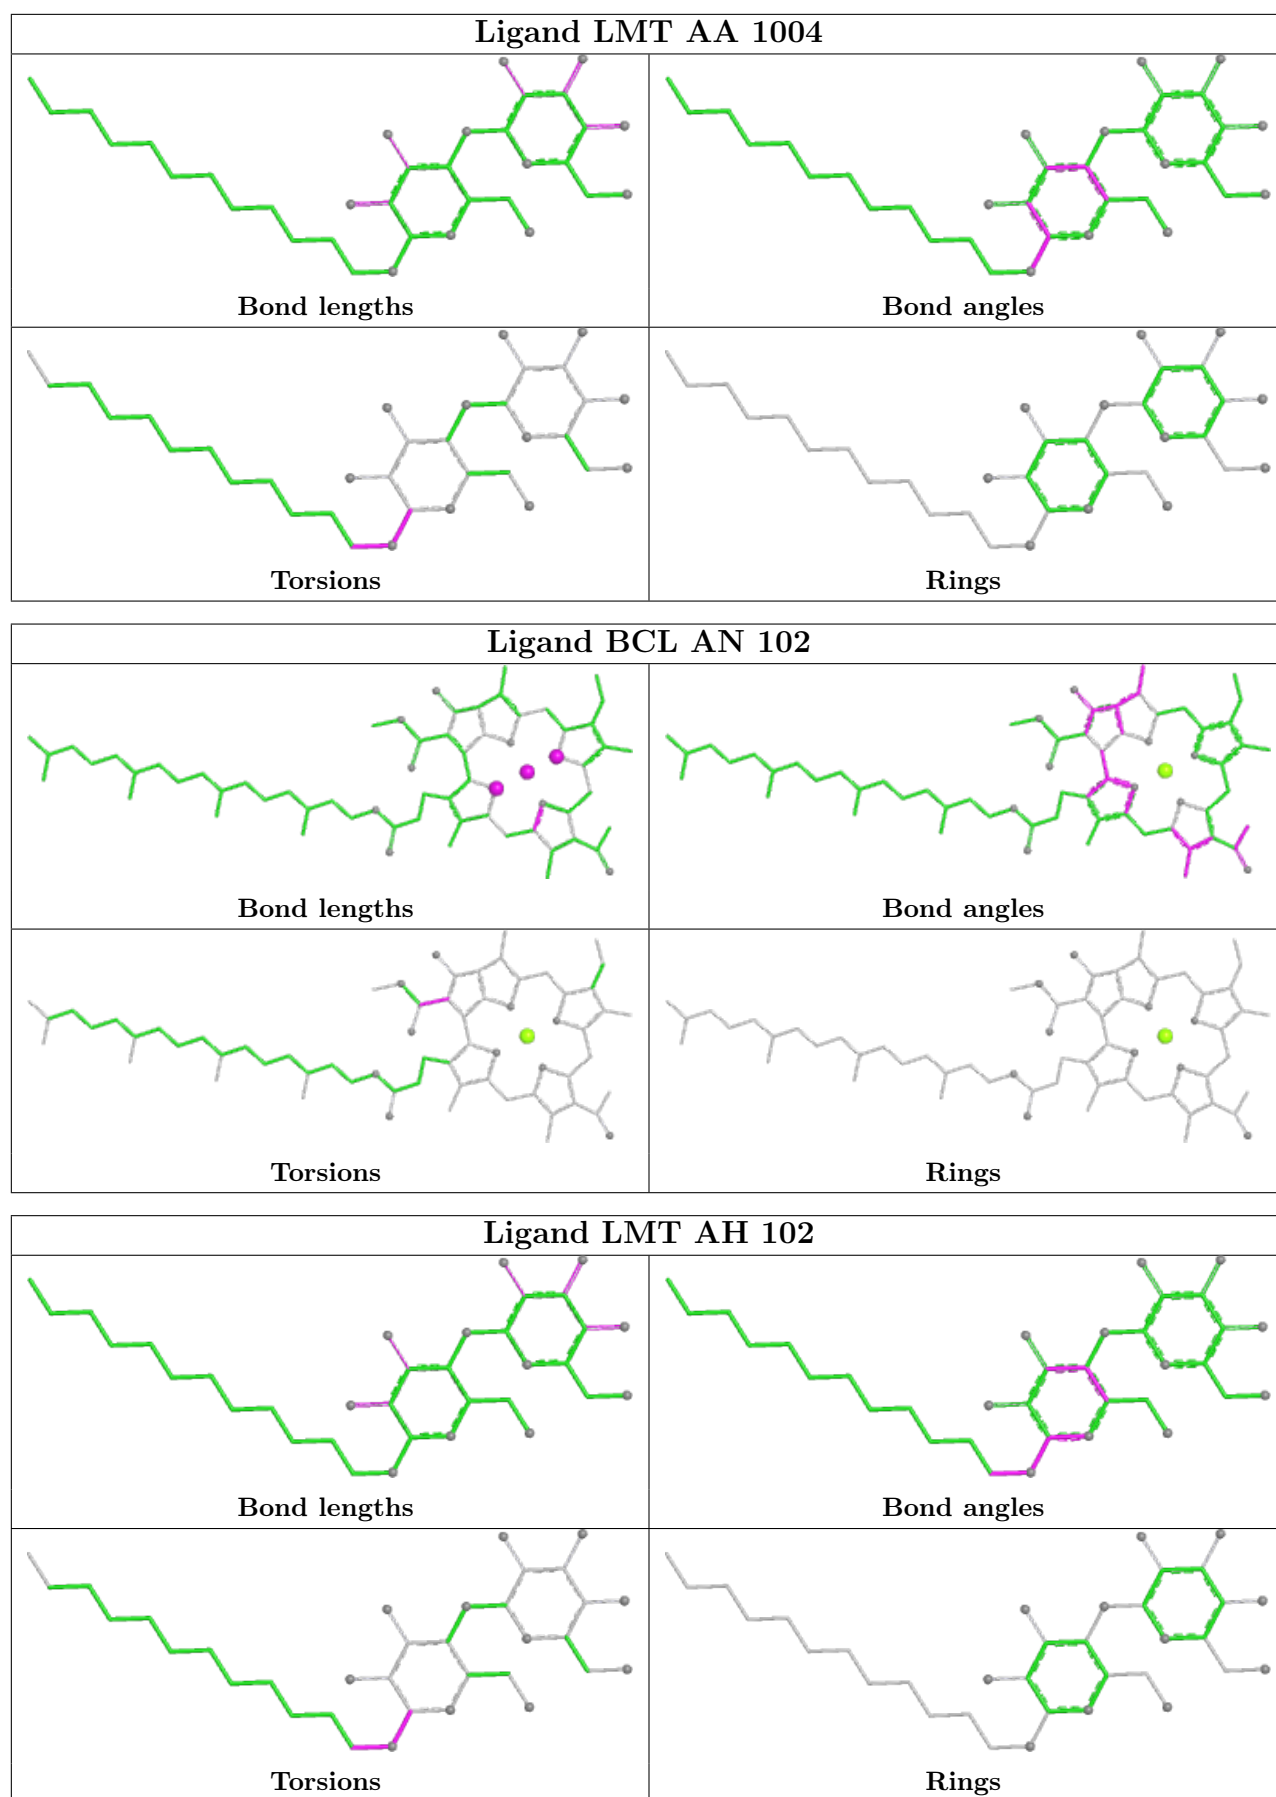 Ligand LMT AA 1004
Bond lengths
Bond angles
Torsions
Rings
Ligand BCL AN 102
Bond lengths
Bond angles
Torsions
Rings
Ligand LMT AH 102
Bond lengths
Bond angles
Torsions
Rings